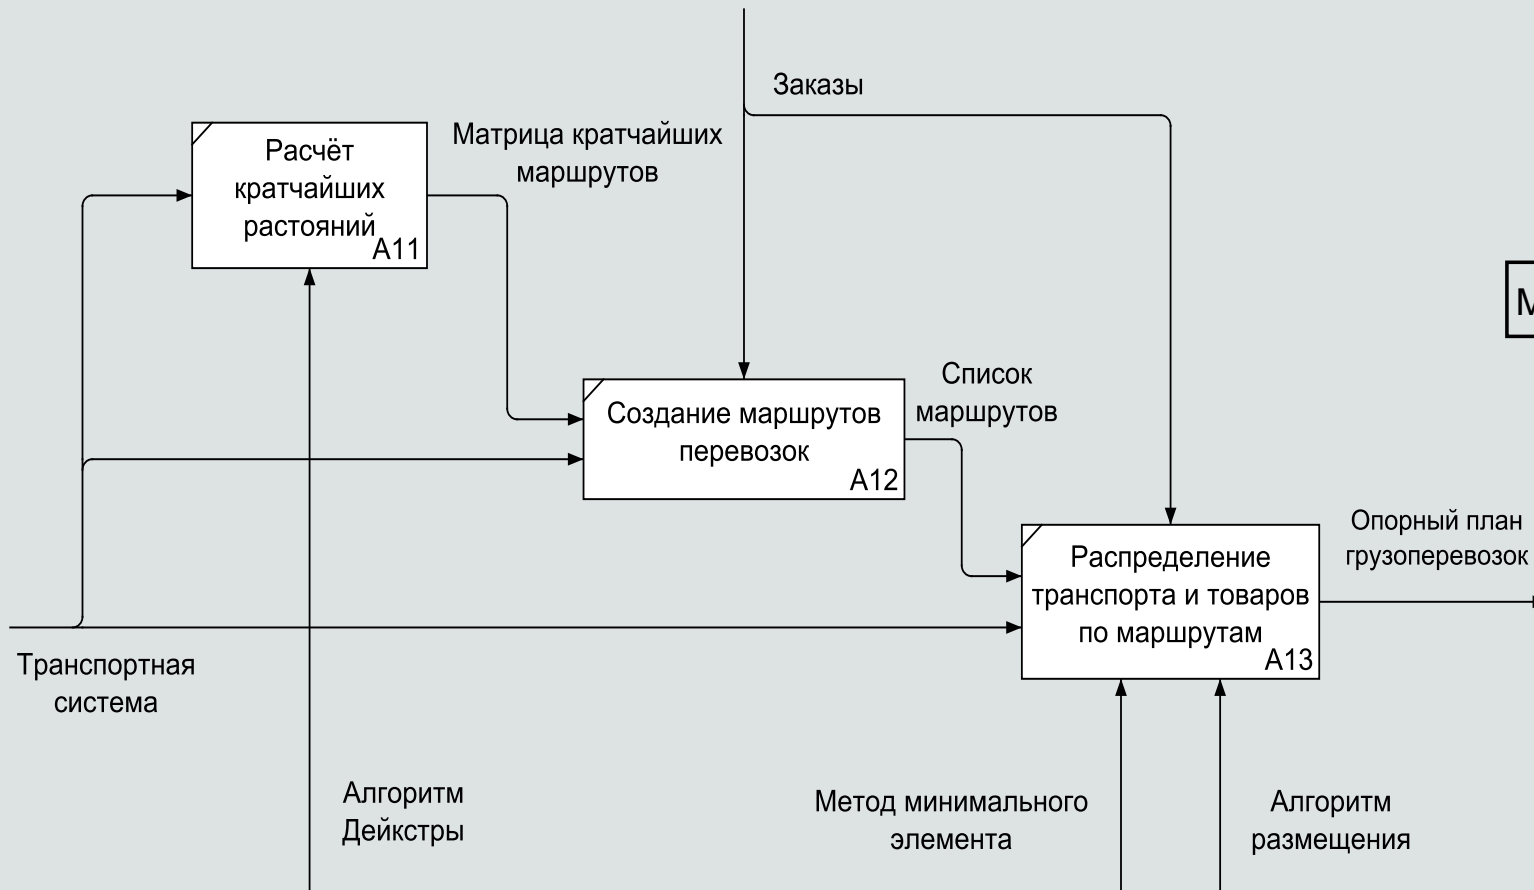 Заказы
Расчёт
кратчайших
растояний
A11
Матрица кратчайших
маршрутов
М
Создание маршрутов
перевозок
A12
Список
маршрутов
Распределение
транспорта и товаров
по маршрутам
A13
Опорный план
грузоперевозок
Транспортная
система
Алгоритм
Дейкстры
Метод минимального
элемента
Алгоритм
размещения